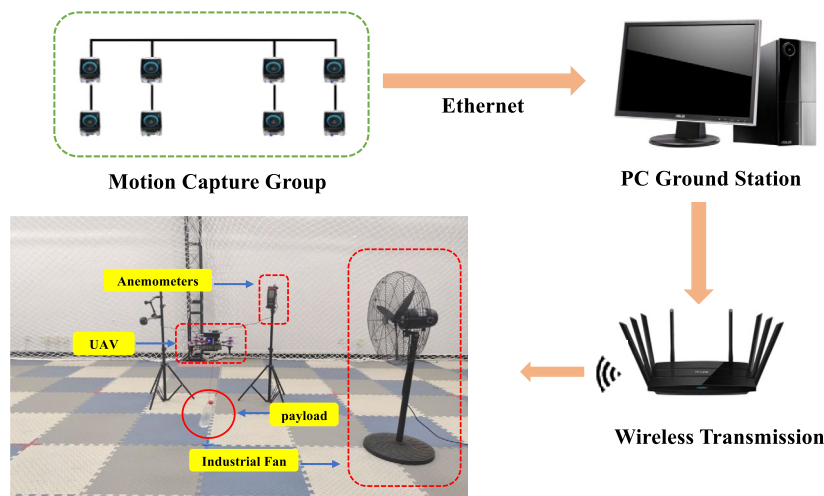 Ethernet
Motion Capture Group
PC Ground Station
Anemometers
UAV
payload
Industrial Fan
Wireless Transmission